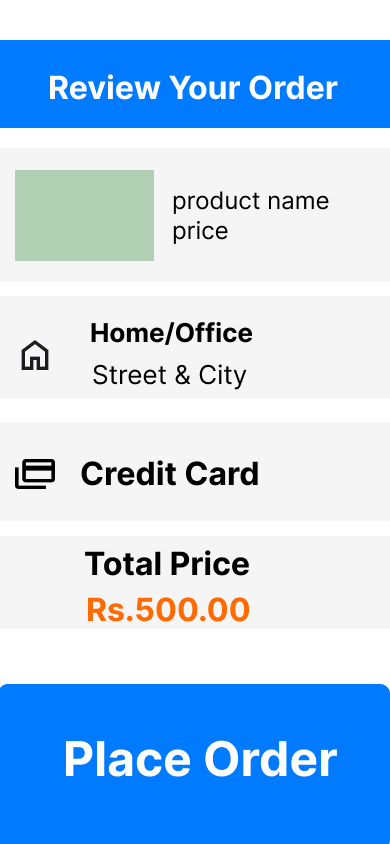 Review Your Order
product name
price
Home/Office
Street & City
Credit Card
Total Price
Rs.500.00
Place Order